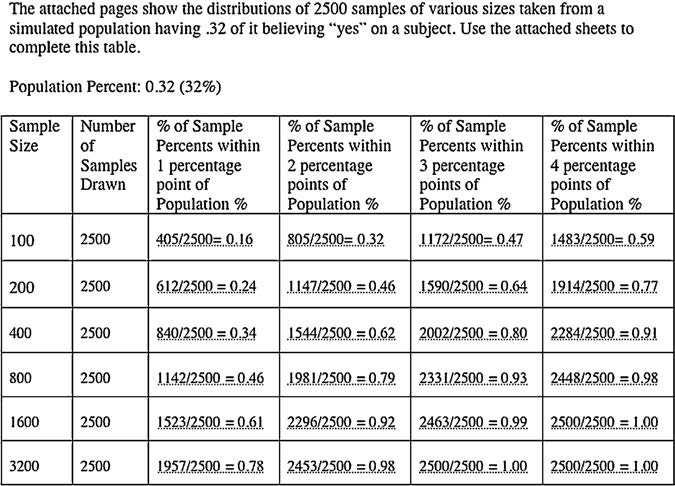 The attached pages show the distributions of 2500 samples of various sizes taken from a
simulated population having .32 of it believing “yes” on a subject. Use the attached sheets to
complete this table.
Population Percent: 0.32 (32%)
Sample
Size
Number
of
Samples
Drawn
% of Sample
Percents within
1 percentage
point of
Population %
% of Sample
Percents within
2 percentage
points of
Population %
% of Sample
Percents within
3 percentage
points of
Population %
% of Sample
Percents within
4 percentage
points of
Population %
100 2500 405/2500= 0.16 805/2500= 0.32 1172/2500= 0.47 1483/2500= 0.59
200 2500 612/2500 = 0.24 1147/2500 = 0.46 1590/2500 = 0.64 1914/2500 = 0.77
400 2500 840/2500 = 0.34 1544/2500 = 0.62 2002/2500 = 0.80 2284/2500 = 0.91
800 2500 1142/2500 = 0.46 1981/2500 = 0.79 2331/2500 = 0.93 2448/2500 = 0.98
1600 2500 1523/2500 = 0.61 2296/2500 = 0.92 2463/2500 = 0.99 2500/2500 = 1.00
3200 2500 1957/2500 = 0.78 2453/2500 = 0.98 2500/2500 = 1.00 2500/2500 = 1.00